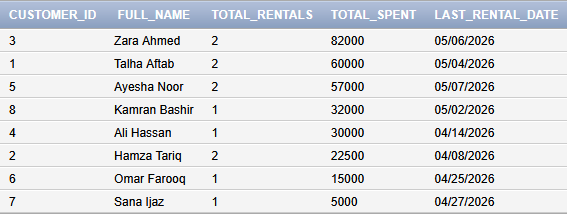 CUSTOMER_ID FULL_NAME TOTAL_RENTALS TOTAL_SPENT LAST_RENTAL_DATE
3 Zara Ahmed 2 82000 05/06/2026
1 Talha Aftab 2 60000 05/04/2026
5 Ayesha Noor 2 57000 05/07/2026
8 Kamran Bashir 1 32000 05/02/2026
4 Ali Hassan 1 30000 04/14/2026
2 Hamza Tariq 2 22500 04/08/2026
6 Omar Farooq 1 15000 04/25/2026
7 Sana Ijaz 1 5000 04/27/2026